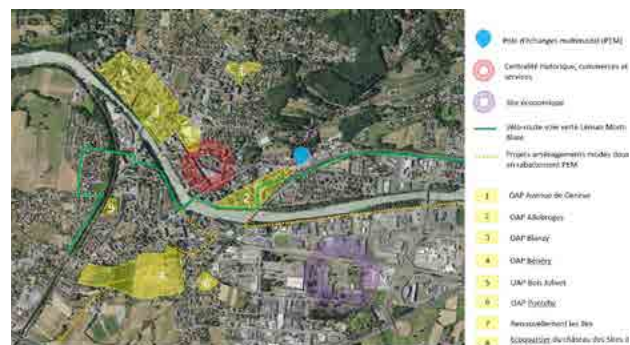 Pôle d'échanges multimodal (PEM)
Centralité historique, commerces et
services
Site économique
Vélo-route voie verte Léman Mont-
Blanc
Projets aménagements modes doux
en rabattement PEM
1 OAP Avenue de Genève
2 OAP Allobroges
3 OAP Blanzy
4 OAP Bénère
5 OAP Bois Jolivet
6 OAP
7 Renouvellement les Iles
8 Ecoquartier du château des Sires